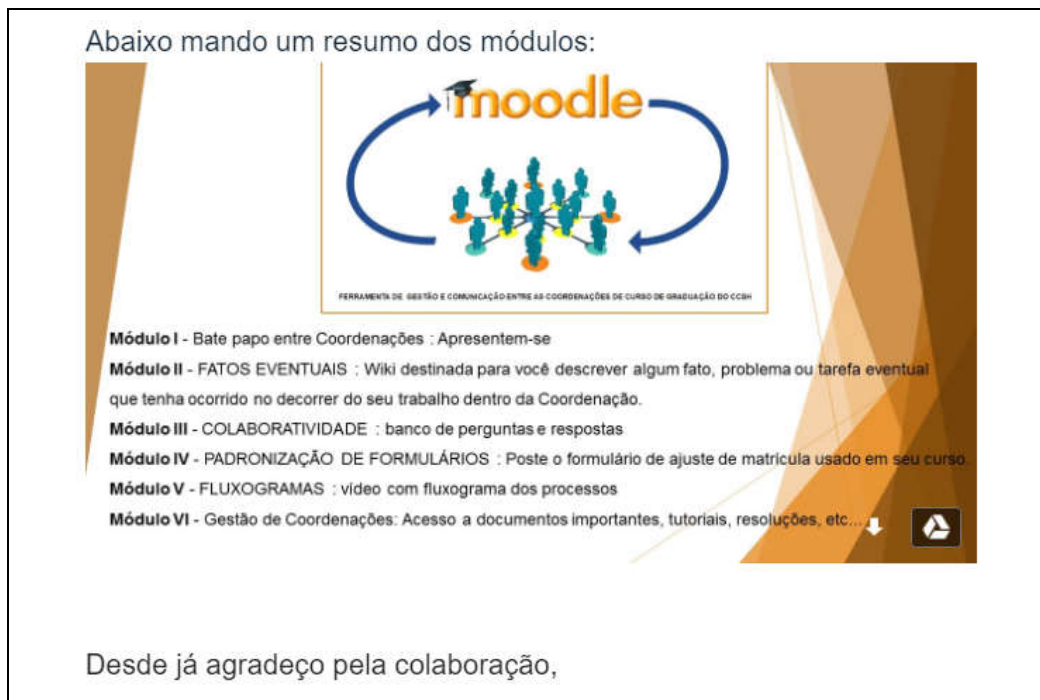 Abaixo mando um resumo dos módulos:
moodle
FERRAMENTA DE GESTÃO E COMUNICAÇÃO ENTRE AS COORDENAÇÕES DE CURSO DE GRADUAÇÃO DO CCSH
Módulo I - Bate papo entre Coordenações : Apresentem-se
Módulo II - FATOS EVENTUAIS : Wiki destinada para você descrever algum fato, problema ou tarefa eventual
que tenha ocorrido no decorrer do seu trabalho dentro da Coordenação.
Módulo III - COLABORATIVIDADE : banco de perguntas e respostas
Módulo IV - PADRONIZAÇÃO DE FORMULÁRIOS : Poste o formulário de ajuste de matrícula usado em seu curso.
Módulo V - FLUXOGRAMAS : vídeo com fluxograma dos processos
Módulo VI - Gestão de Coordenações: Acesso a documentos importantes, tutoriais, resoluções, etc...
Desde já agradeço pela colaboração,